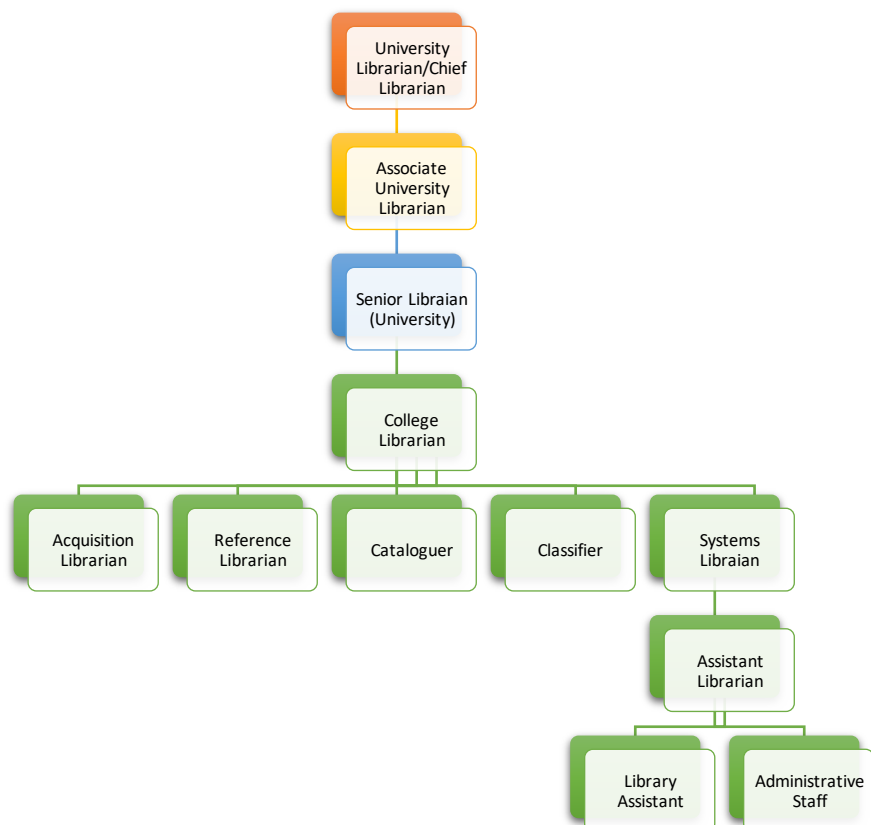 University
Librarian/Chief
Librarian
Associate
University
Librarian
Senior Libraian
(University)
College
Librarian
Acquisition
Librarian
Reference
Librarian
Cataloguer
Classifier
Systems
Libraian
Assistant
Librarian
Library
Assistant
Administrative
Staff